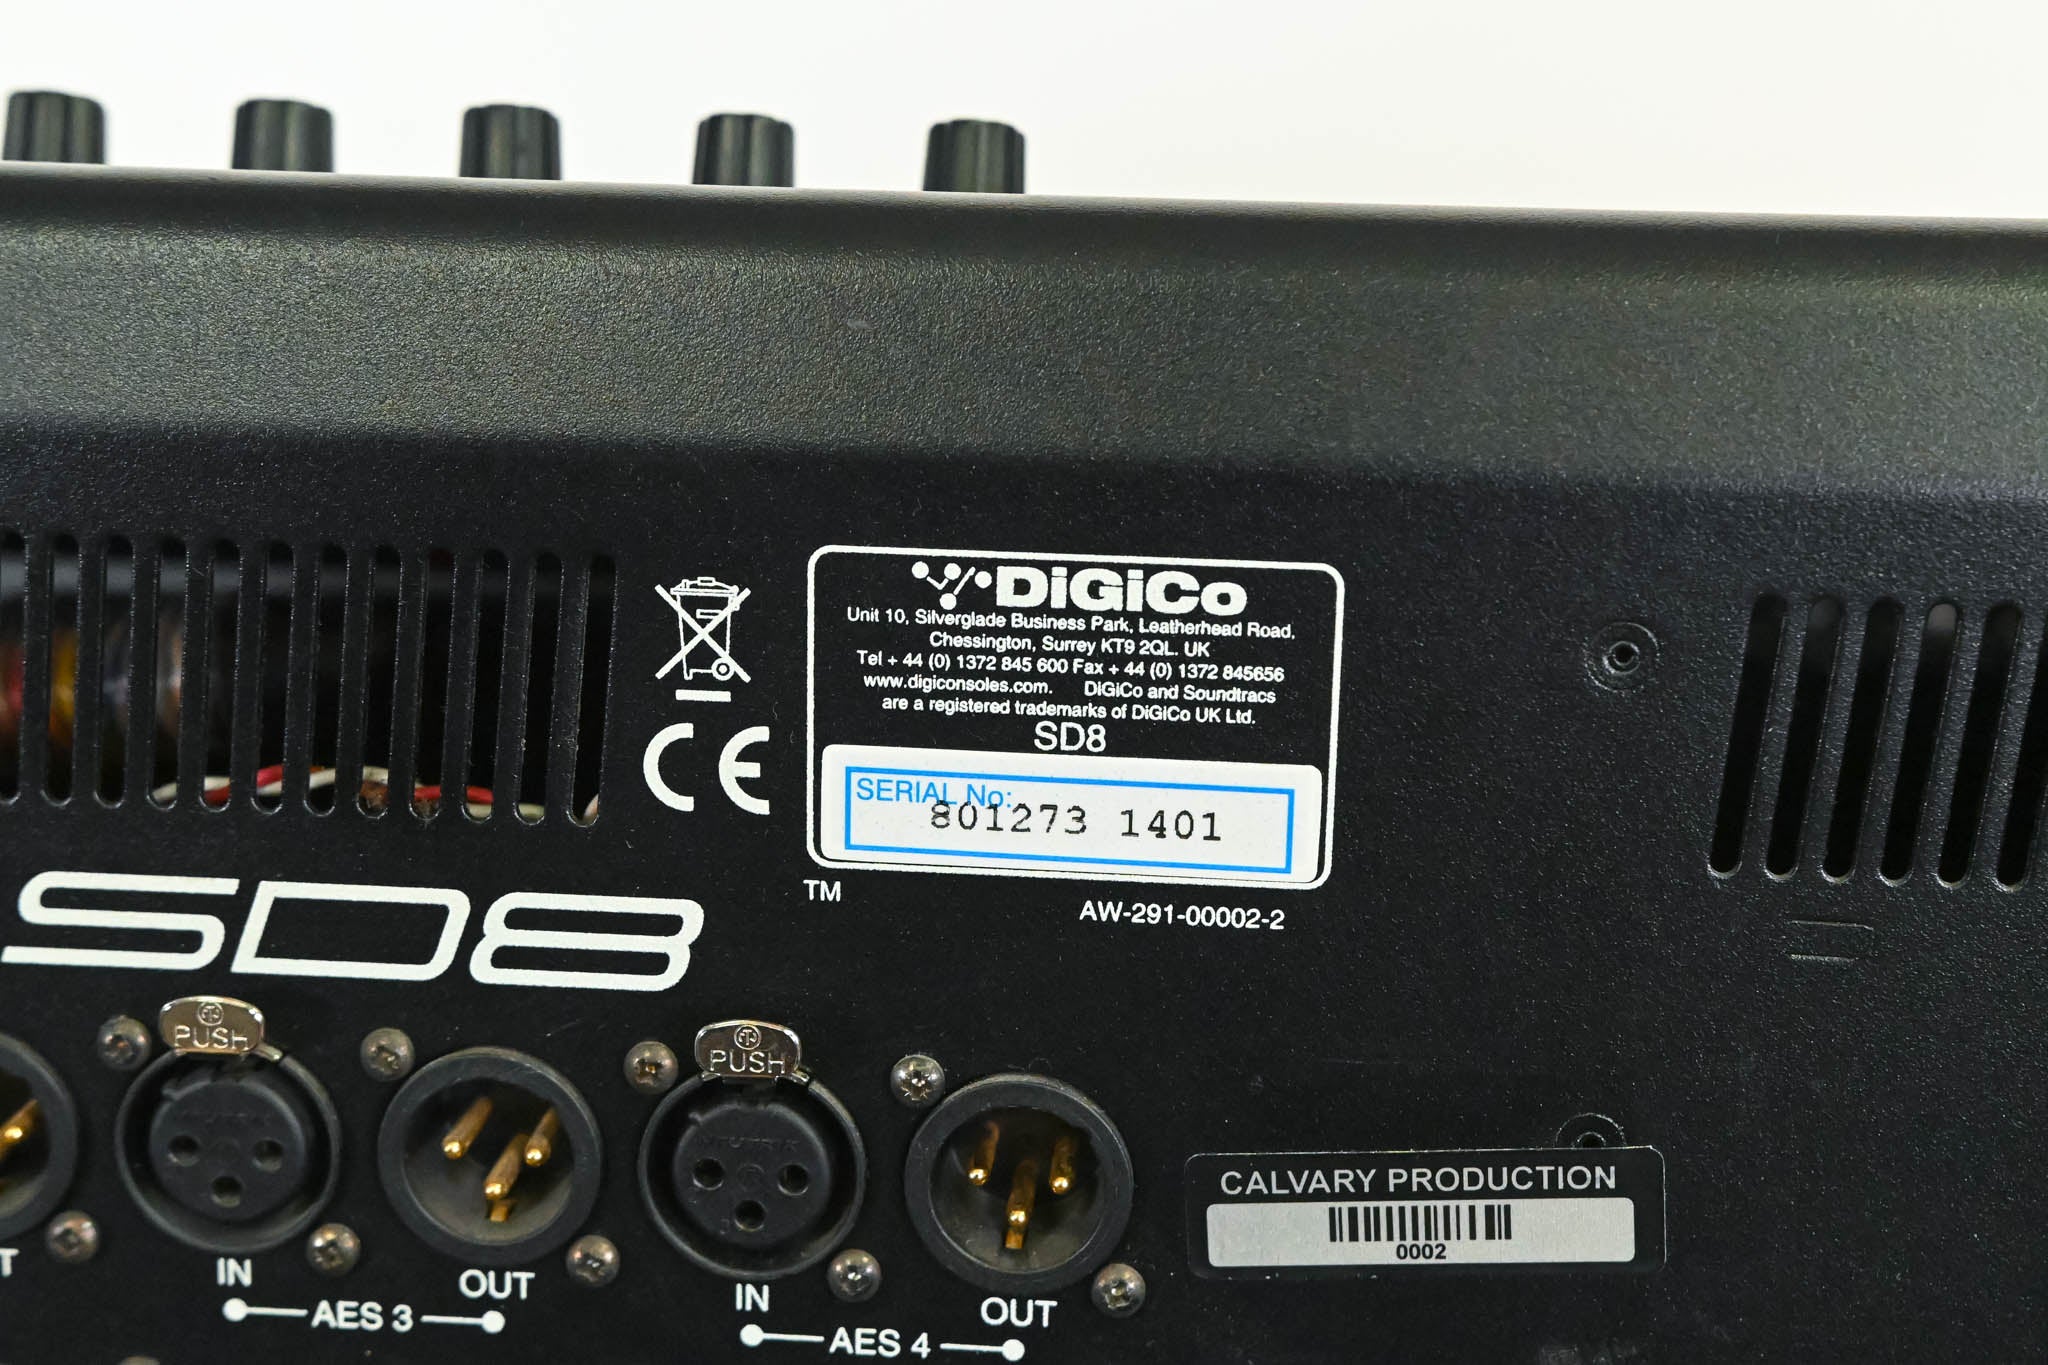 DiGiCo
Unit 10, Silverglade Business Park, Leatherhead Road,
Chessington, Surrey KT9 2QL. UK
Tel + 44 (0) 1372 845 600 Fax + 44 (0) 1372 845656
www.digiconsoles.com. DiGiCo and Soundtracs
are a registered trademarks of DiGiCo UK Ltd.
SD8
SERIAL No:
801273 1401
CE
TM
AW-291-00002-2
SD8
PUSH
PUSH
NEUTRIK
IN
OUT
AES 3
IN
OUT
AES 4
CALVARY PRODUCTION
0002